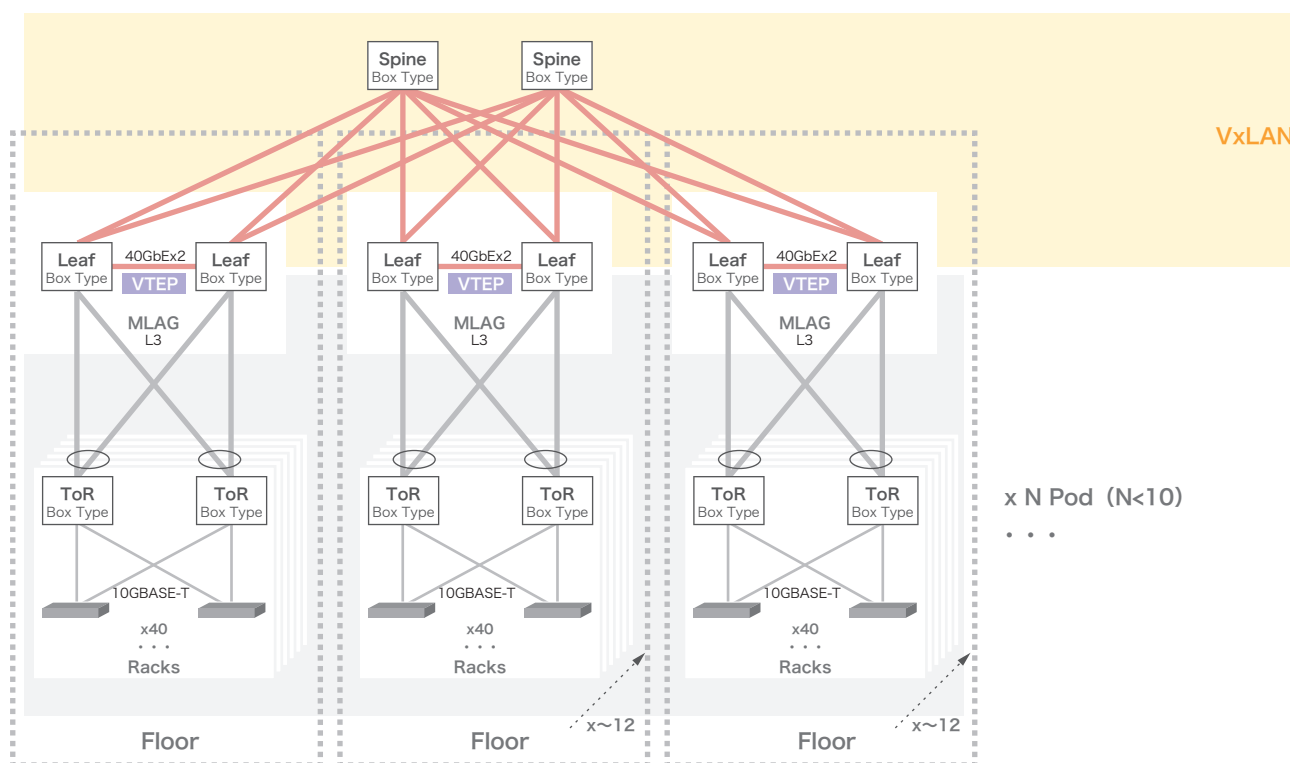 Spine
Box Type
Spine
Box Type
VxLAN
Leaf
Box Type
40GbEx2
VTEP
Leaf
Box Type
MLAG
L3
Leaf
Box Type
40GbEx2
VTEP
Leaf
Box Type
MLAG
L3
Leaf
Box Type
40GbEx2
VTEP
Leaf
Box Type
MLAG
L3
ToR
Box Type
ToR
Box Type
10GBASE-T
x40
・・・
Racks
ToR
Box Type
ToR
Box Type
10GBASE-T
x40
・・・
Racks
x〜12
ToR
Box Type
ToR
Box Type
10GBASE-T
x40
・・・
Racks
x〜12
x N Pod（N<10）
・・・
Floor
Floor
Floor